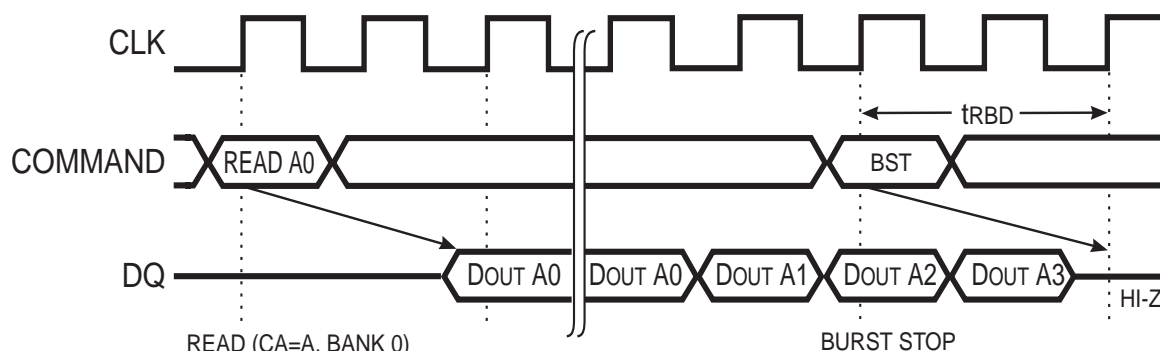 CLK
tRBD
COMMAND READ A0 BST
DQ DOUT A0 DOUT A0 DOUT A1 DOUT A2 DOUT A3 HI-Z
READ (CA=A, BANK 0) BURST STOP